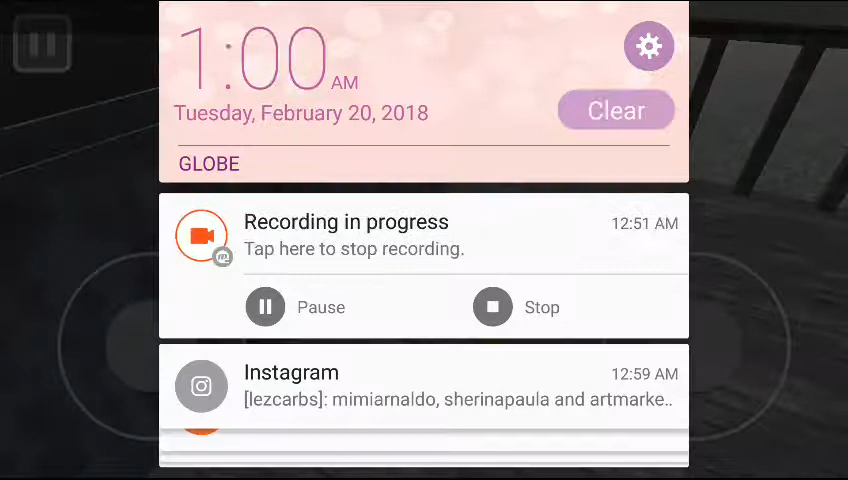 1:00 AM
Tuesday, February 20, 2018
Clear
GLOBE
Recording in progress
12:51 AM
Tap here to stop recording.
Pause
Stop
Instagram
12:59 AM
[lezcarbs]: mimiarnaldo, sherinapaula and artmarke..